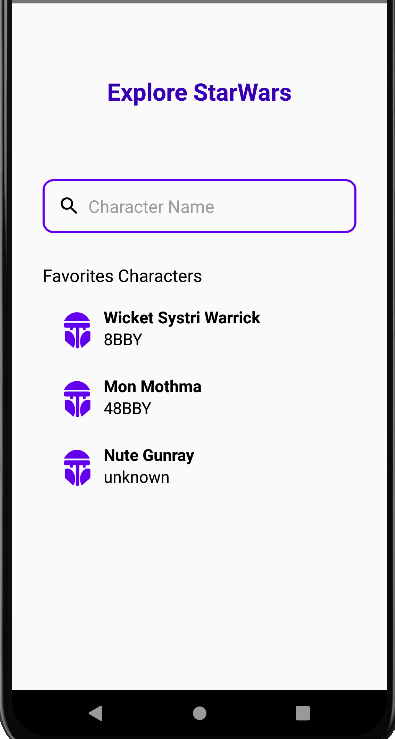 Explore StarWars
Character Name
Favorites Characters
Wicket Systri Warrick
8BBY
Mon Mothma
48BBY
Nute Gunray
unknown